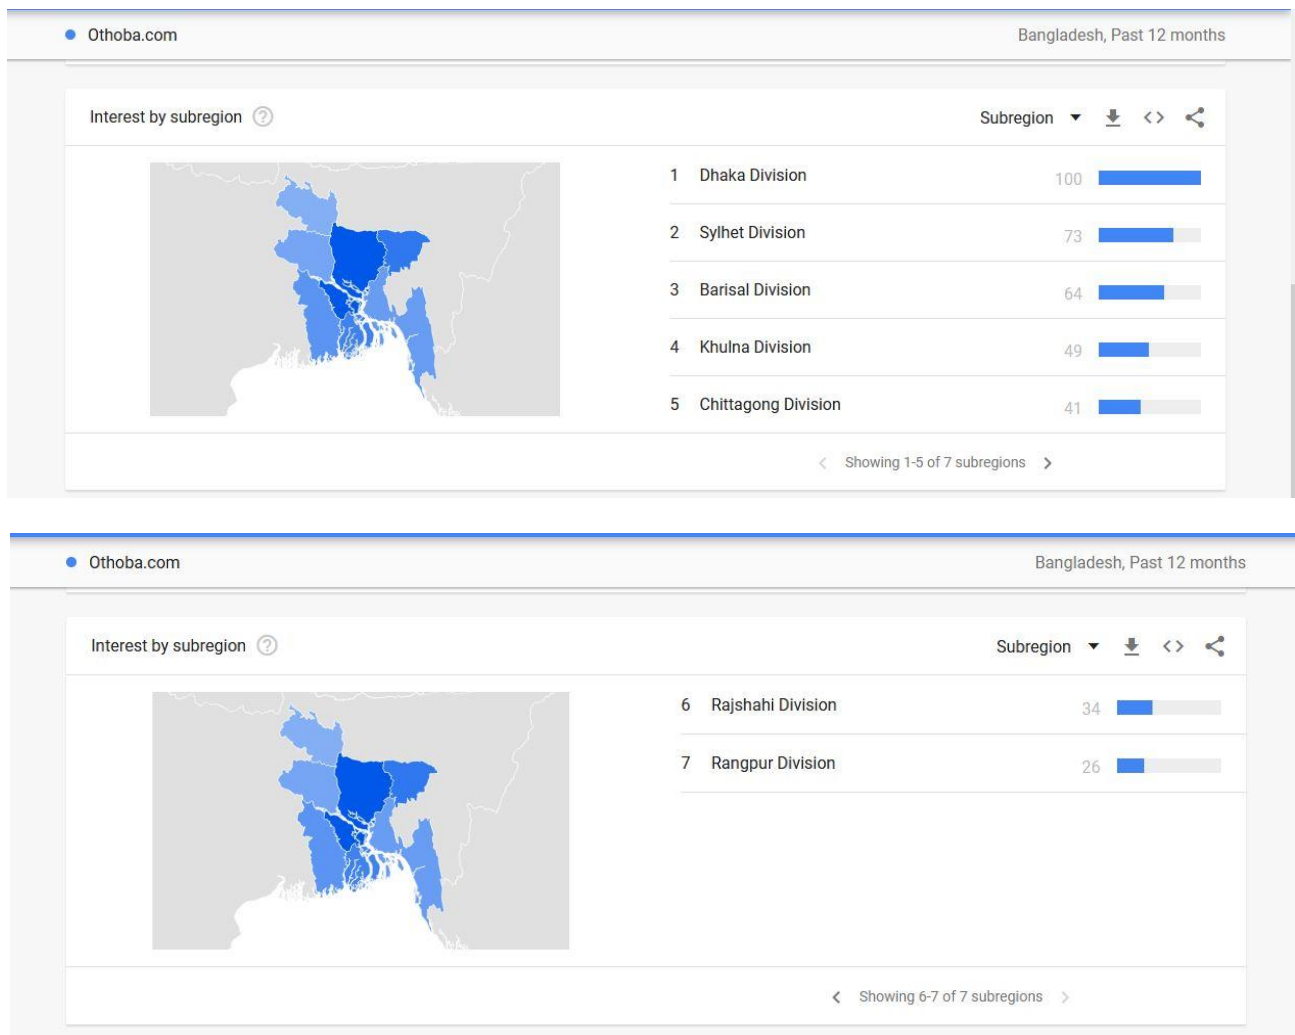 Othoba.com Bangladesh, Past 12 months
Interest by subregion ? Subregion
1 Dhaka Division 100
2 Sylhet Division 73
3 Barisal Division 64
4 Khulna Division 49
5 Chittagong Division 41
Showing 1-5 of 7 subregions
Othoba.com Bangladesh, Past 12 months
Interest by subregion ? Subregion
6 Rajshahi Division 34
7 Rangpur Division 26
Showing 6-7 of 7 subregions